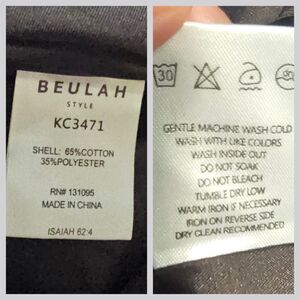 BEULAH
STYLE
KC3471
SHELL: 65%COTTON
35%POLYESTER
RN# 131095
MADE IN CHINA
ISAIAH 62:4
30
GENTLE MACHINE WASH COLD
WASH WITH LIKE COLORS
WASH INSIDE OUT
DO NOT SOAK
DO NOT BLEACH
TUMBLE DRY LOW
WARM IRON IF NECESSARY
IRON ON REVERSE SIDE
DRY CLEAN RECOMMENDED